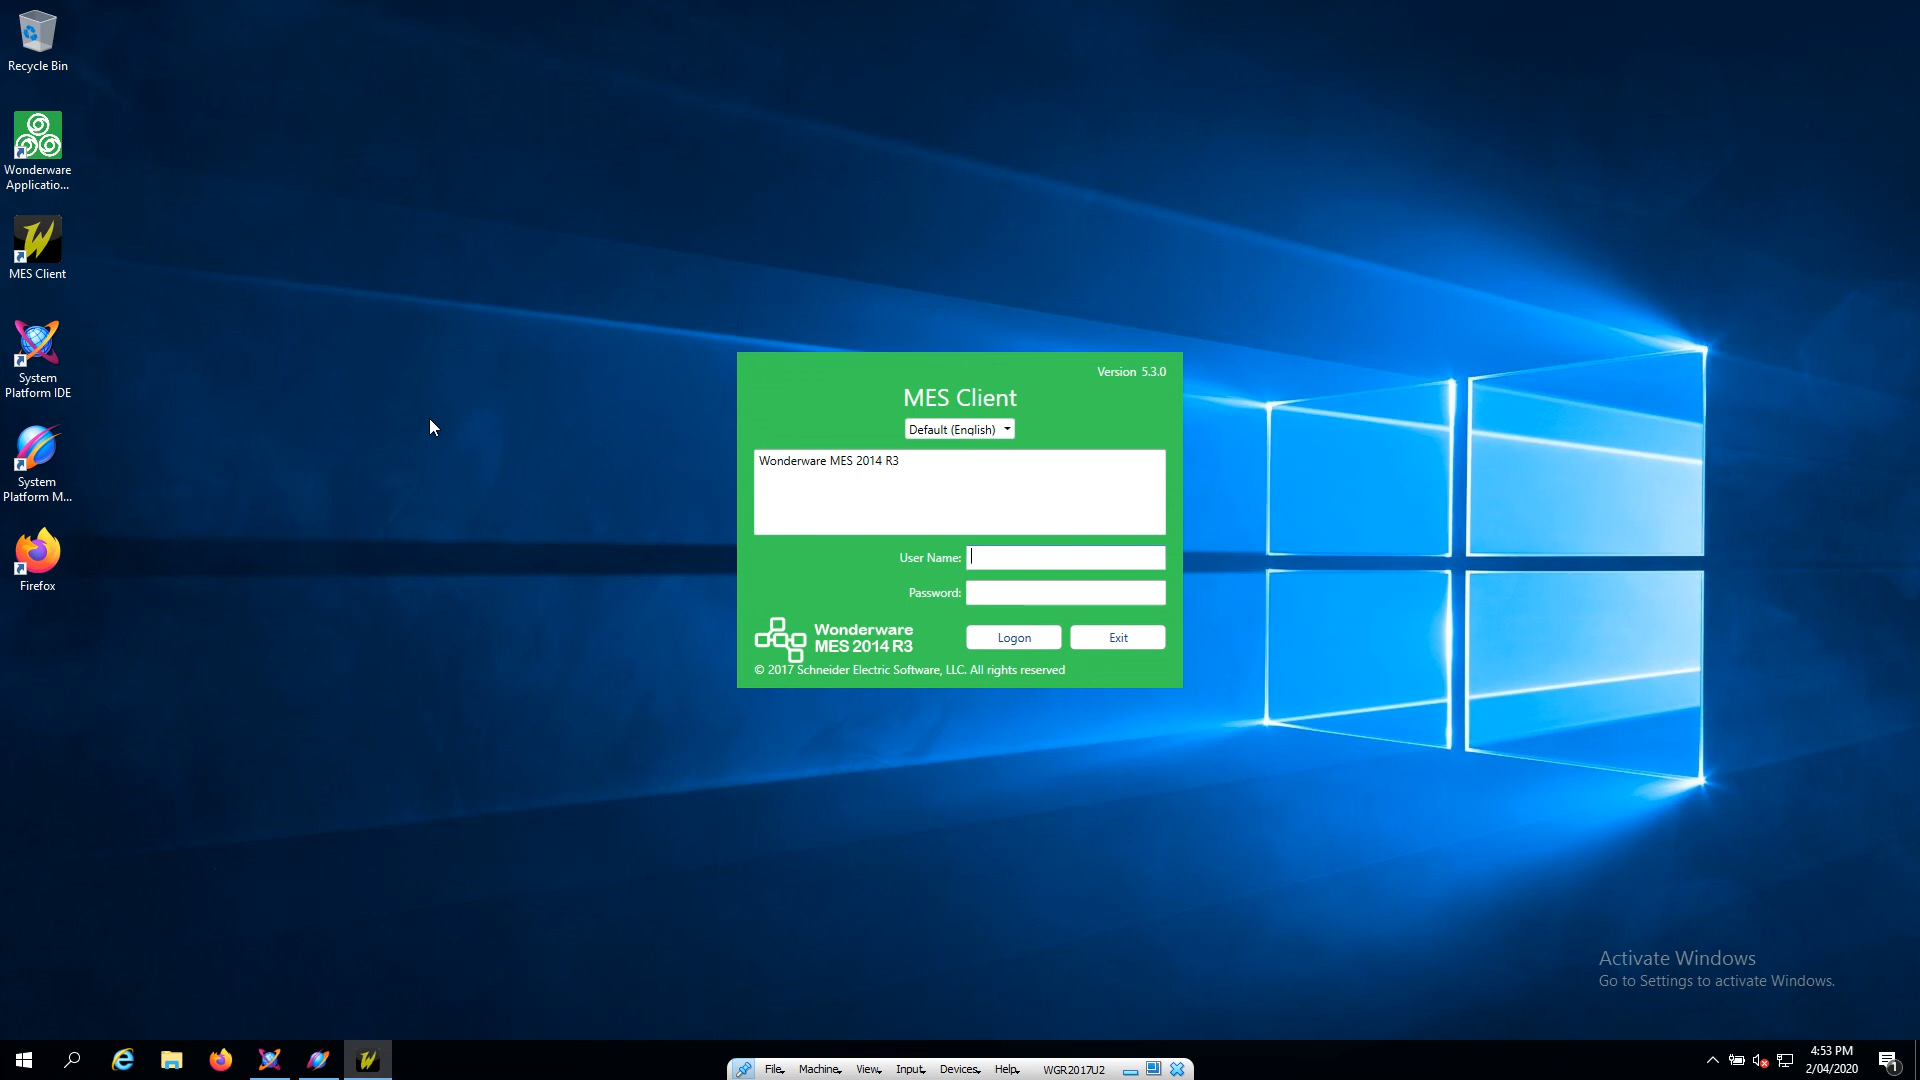 Recycle Bin
Wonderware
Applicatio...
MES Client
System
Platform IDE
System
Platform M...
Firefox
Version 5.3.0
MES Client
Default (English)
Wonderware MES 2014 R3
User Name:
Password:
Wonderware
MES 2014 R3
Logon
Exit
© 2017 Schneider Electric Software, LLC. All rights reserved
Activate Windows
Go to Settings to activate Windows.
File
Machine
View
Input
Devices
Help
WGR2017U2
4:53 PM
2/04/2020
1